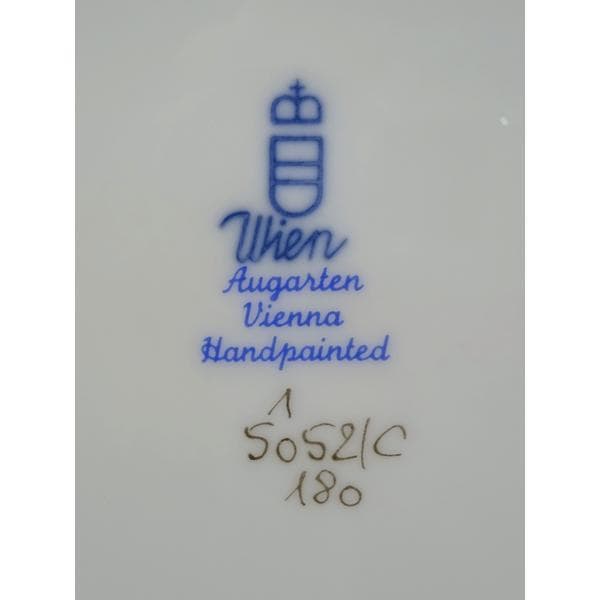 Wien
Augarten
Vienna
Handpainted
1
5052/C
180